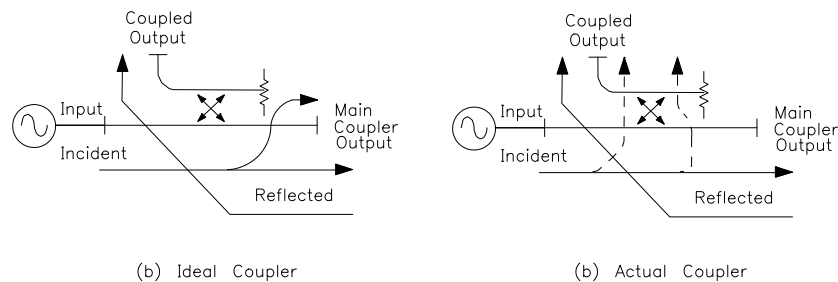 Coupled
Output
Input
Incident
Main
Coupler
Output
Reflected
(b) Ideal Coupler
Coupled
Output
Input
Incident
Main
Coupler
Output
Reflected
(b) Actual Coupler